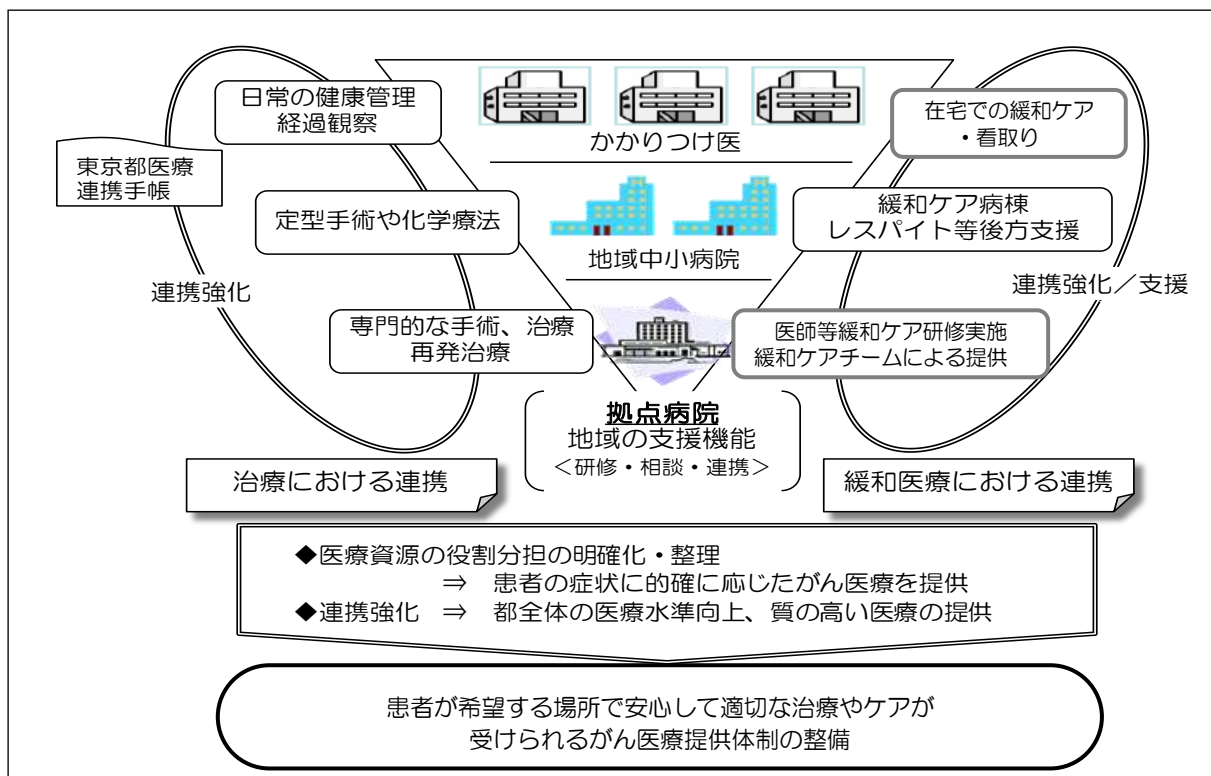 日常の健康管理
経過観察
東京都医療
連携手帳
定型手術や化学療法
連携強化
専門的な手術、治療
再発治療
かかりつけ医
地域中小病院
拠点病院
地域の支援機能
＜研修・相談・連携＞
在宅での緩和ケア
・看取り
緩和ケア病棟
レスパイト等後方支援
連携強化／支援
医師等緩和ケア研修実施
緩和ケアチームによる提供
治療における連携
緩和医療における連携
◆医療資源の役割分担の明確化・整理
⇒ 患者の症状に的確に応じたがん医療を提供
◆連携強化 ⇒ 都全体の医療水準向上、質の高い医療の提供
患者が希望する場所で安心して適切な治療やケアが
受けられるがん医療提供体制の整備